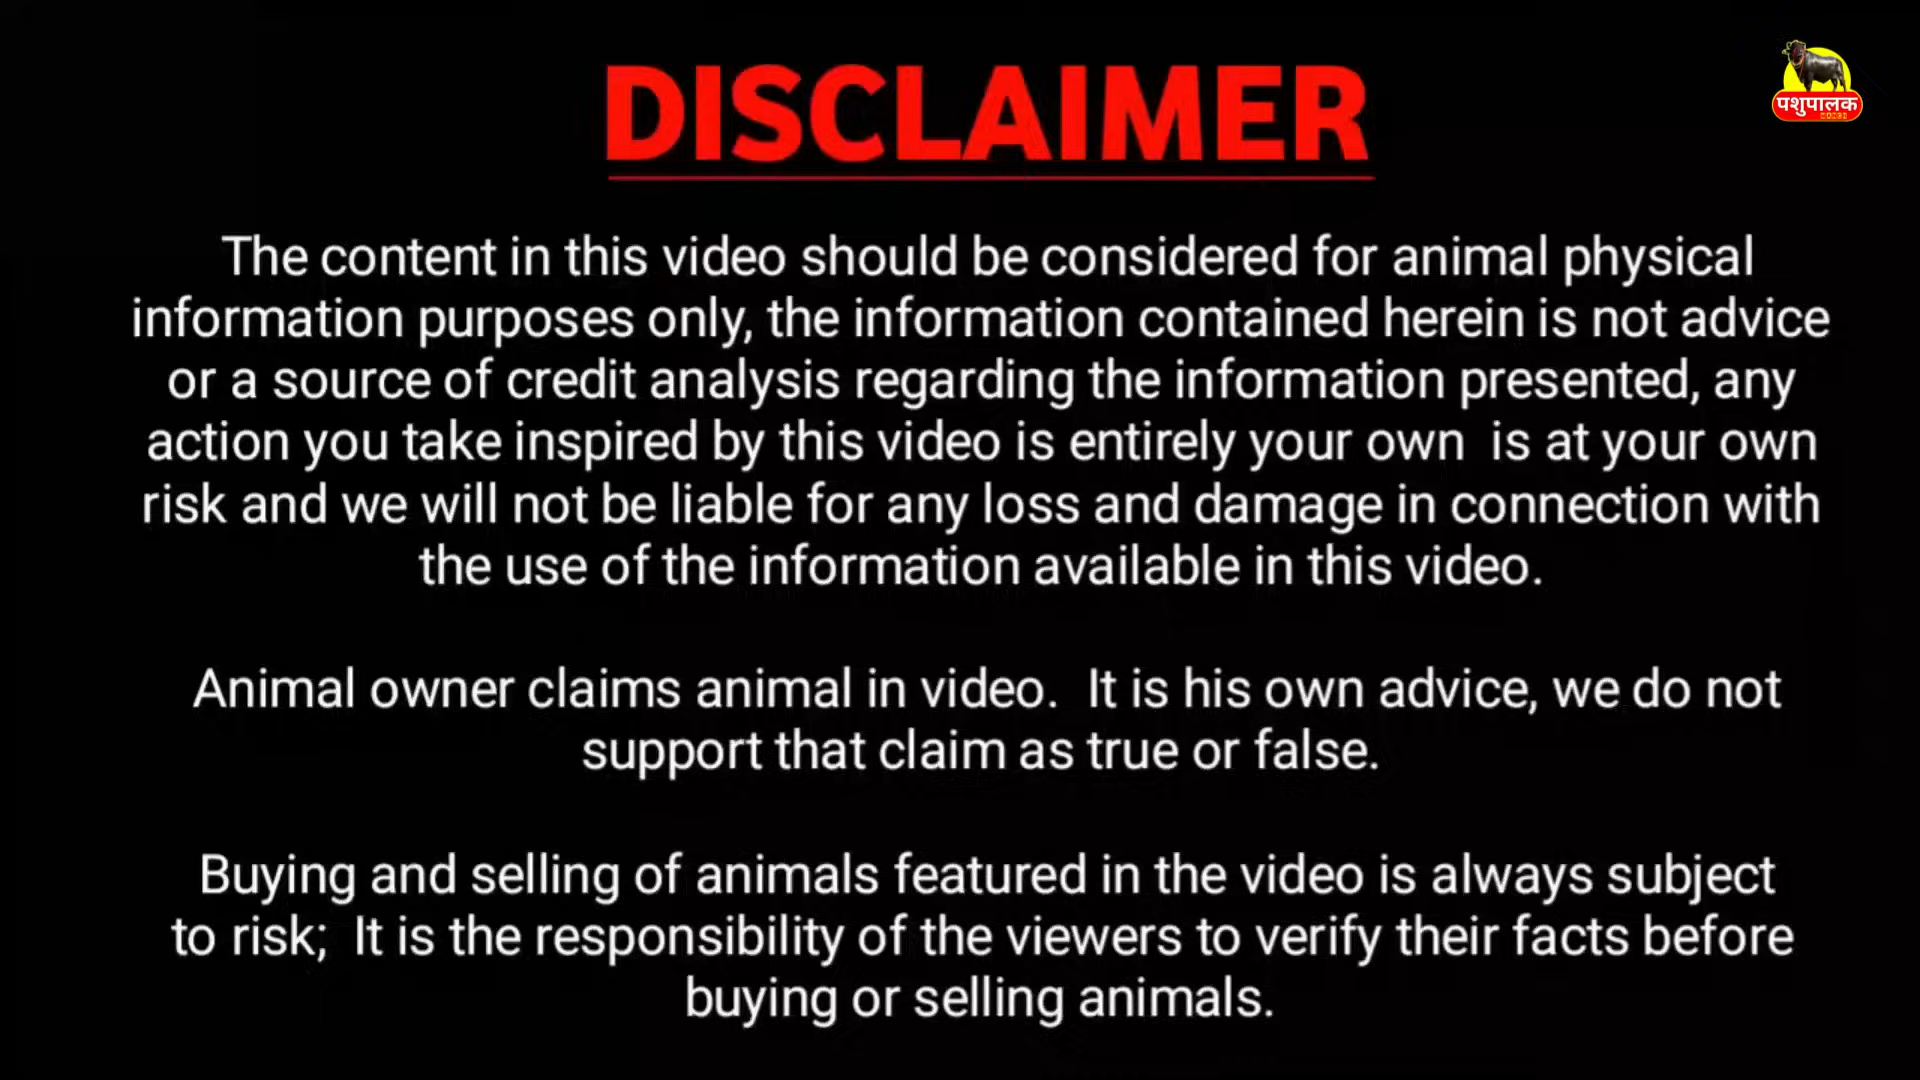 DISCLAIMER
पशुपालक
The content in this video should be considered for animal physical
information purposes only, the information contained herein is not advice
or a source of credit analysis regarding the information presented, any
action you take inspired by this video is entirely your own  is at your own
risk and we will not be liable for any loss and damage in connection with
the use of the information available in this video.
Animal owner claims animal in video.  It is his own advice, we do not
support that claim as true or false.
Buying and selling of animals featured in the video is always subject
to risk;  It is the responsibility of the viewers to verify their facts before
buying or selling animals.